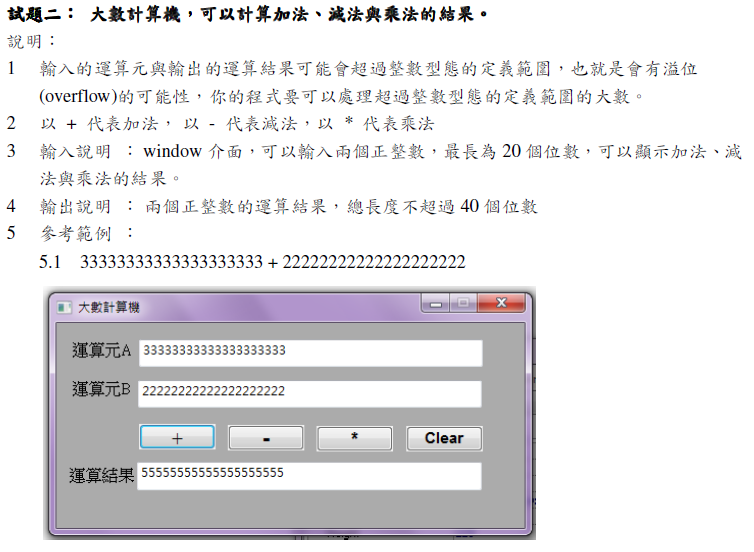 試題二： 大數計算機，可以計算加法、減法與乘法的結果。
說明：
1 輸入的運算元與輸出的運算結果可能會超過整數型態的定義範圍，也就是會有溢位
(overflow)的可能性，你的程式要可以處理超過整數型態的定義範圍的大數。
2 以 + 代表加法， 以 - 代表減法，以 * 代表乘法
3 輸入說明 ： window 介面，可以輸入兩個正整數，最長為 20 個位數，可以顯示加法、減
法與乘法的結果。
4 輸出說明 ： 兩個正整數的運算結果，總長度不超過 40 個位數
5 參考範例 ：
5.1 33333333333333333333 + 22222222222222222222
大數計算機
運算元A 33333333333333333333
運算元B 22222222222222222222
+ - * Clear
運算結果 55555555555555555555